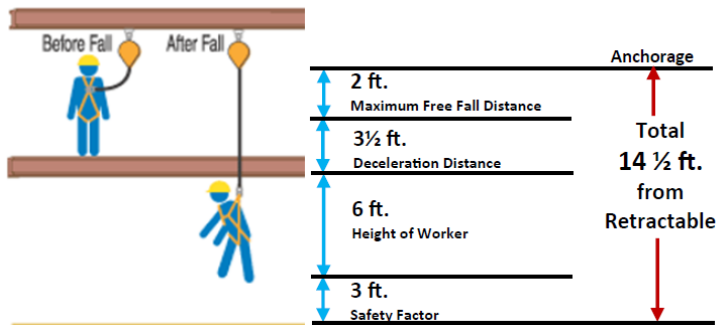 Before Fall
After Fall
Anchorage
2 ft.
Maximum Free Fall Distance
3½ ft.
Deceleration Distance
6 ft.
Height of Worker
3 ft.
Safety Factor
Total
14 ½ ft.
from
Retractable